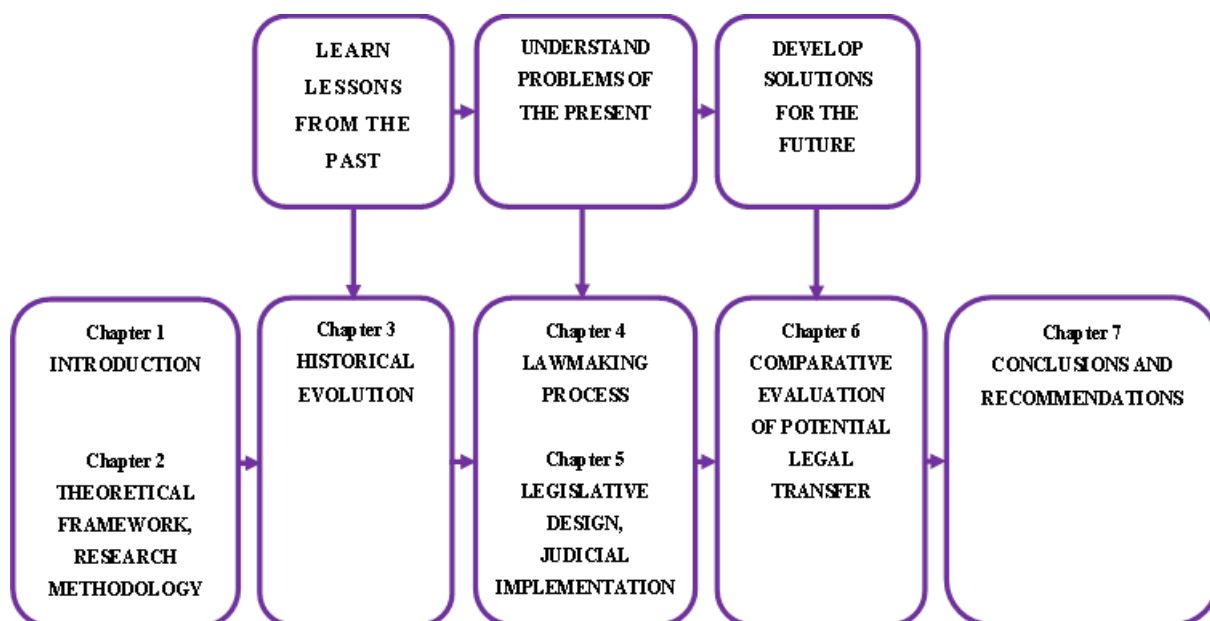 LEARN
LESSONS
FROM THE
PAST
UNDERSTAND
PROBLEMS OF
THE PRESENT
DEVELOP
SOLUTIONS
FOR THE
FUTURE
Chapter 1
INTRODUCTION
Chapter 2
THEORETICAL
FRAMEWORK,
RESEARCH
METHODOLOGY
Chapter 3
HISTORICAL
EVOLUTION
Chapter 4
LAWMAKING
PROCESS
Chapter 5
LEGISLATIVE
DESIGN,
JUDICIAL
IMPLEMENTATION
Chapter 6
COMPARATIVE
EVALUATION
OF POTENTIAL
LEGAL
TRANSFER
Chapter 7
CONCLUSIONS AND
RECOMMENDATIONS